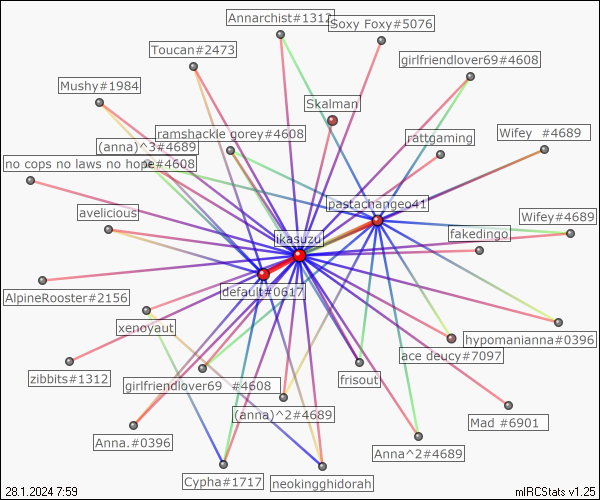 Annarchist#1312
Soxy Foxy#5076
Toucan#2473
girlfriendlover69#4608
Mushy#1984
Skalman
ramshackle gorey#4608
Wifey #4689
(anna)^3#4689
rattgaming
no cops no laws no hope#4608
pastachangeo41
avelicious
Wifey#4689
ikasuzu
fakedingo
default#0617
AlpineRooster#2156
xenoyaut
hypomanianna#0396
ace deucy#7097
zibbits#1312
girlfriendlover69 #4608
frisout
(anna)^2#4689
Mad #6901
Anna.#0396
Anna^2#4689
Cypha#1717
neokingghidorah
28.1.2024 7:59
mIRCStats v1.25